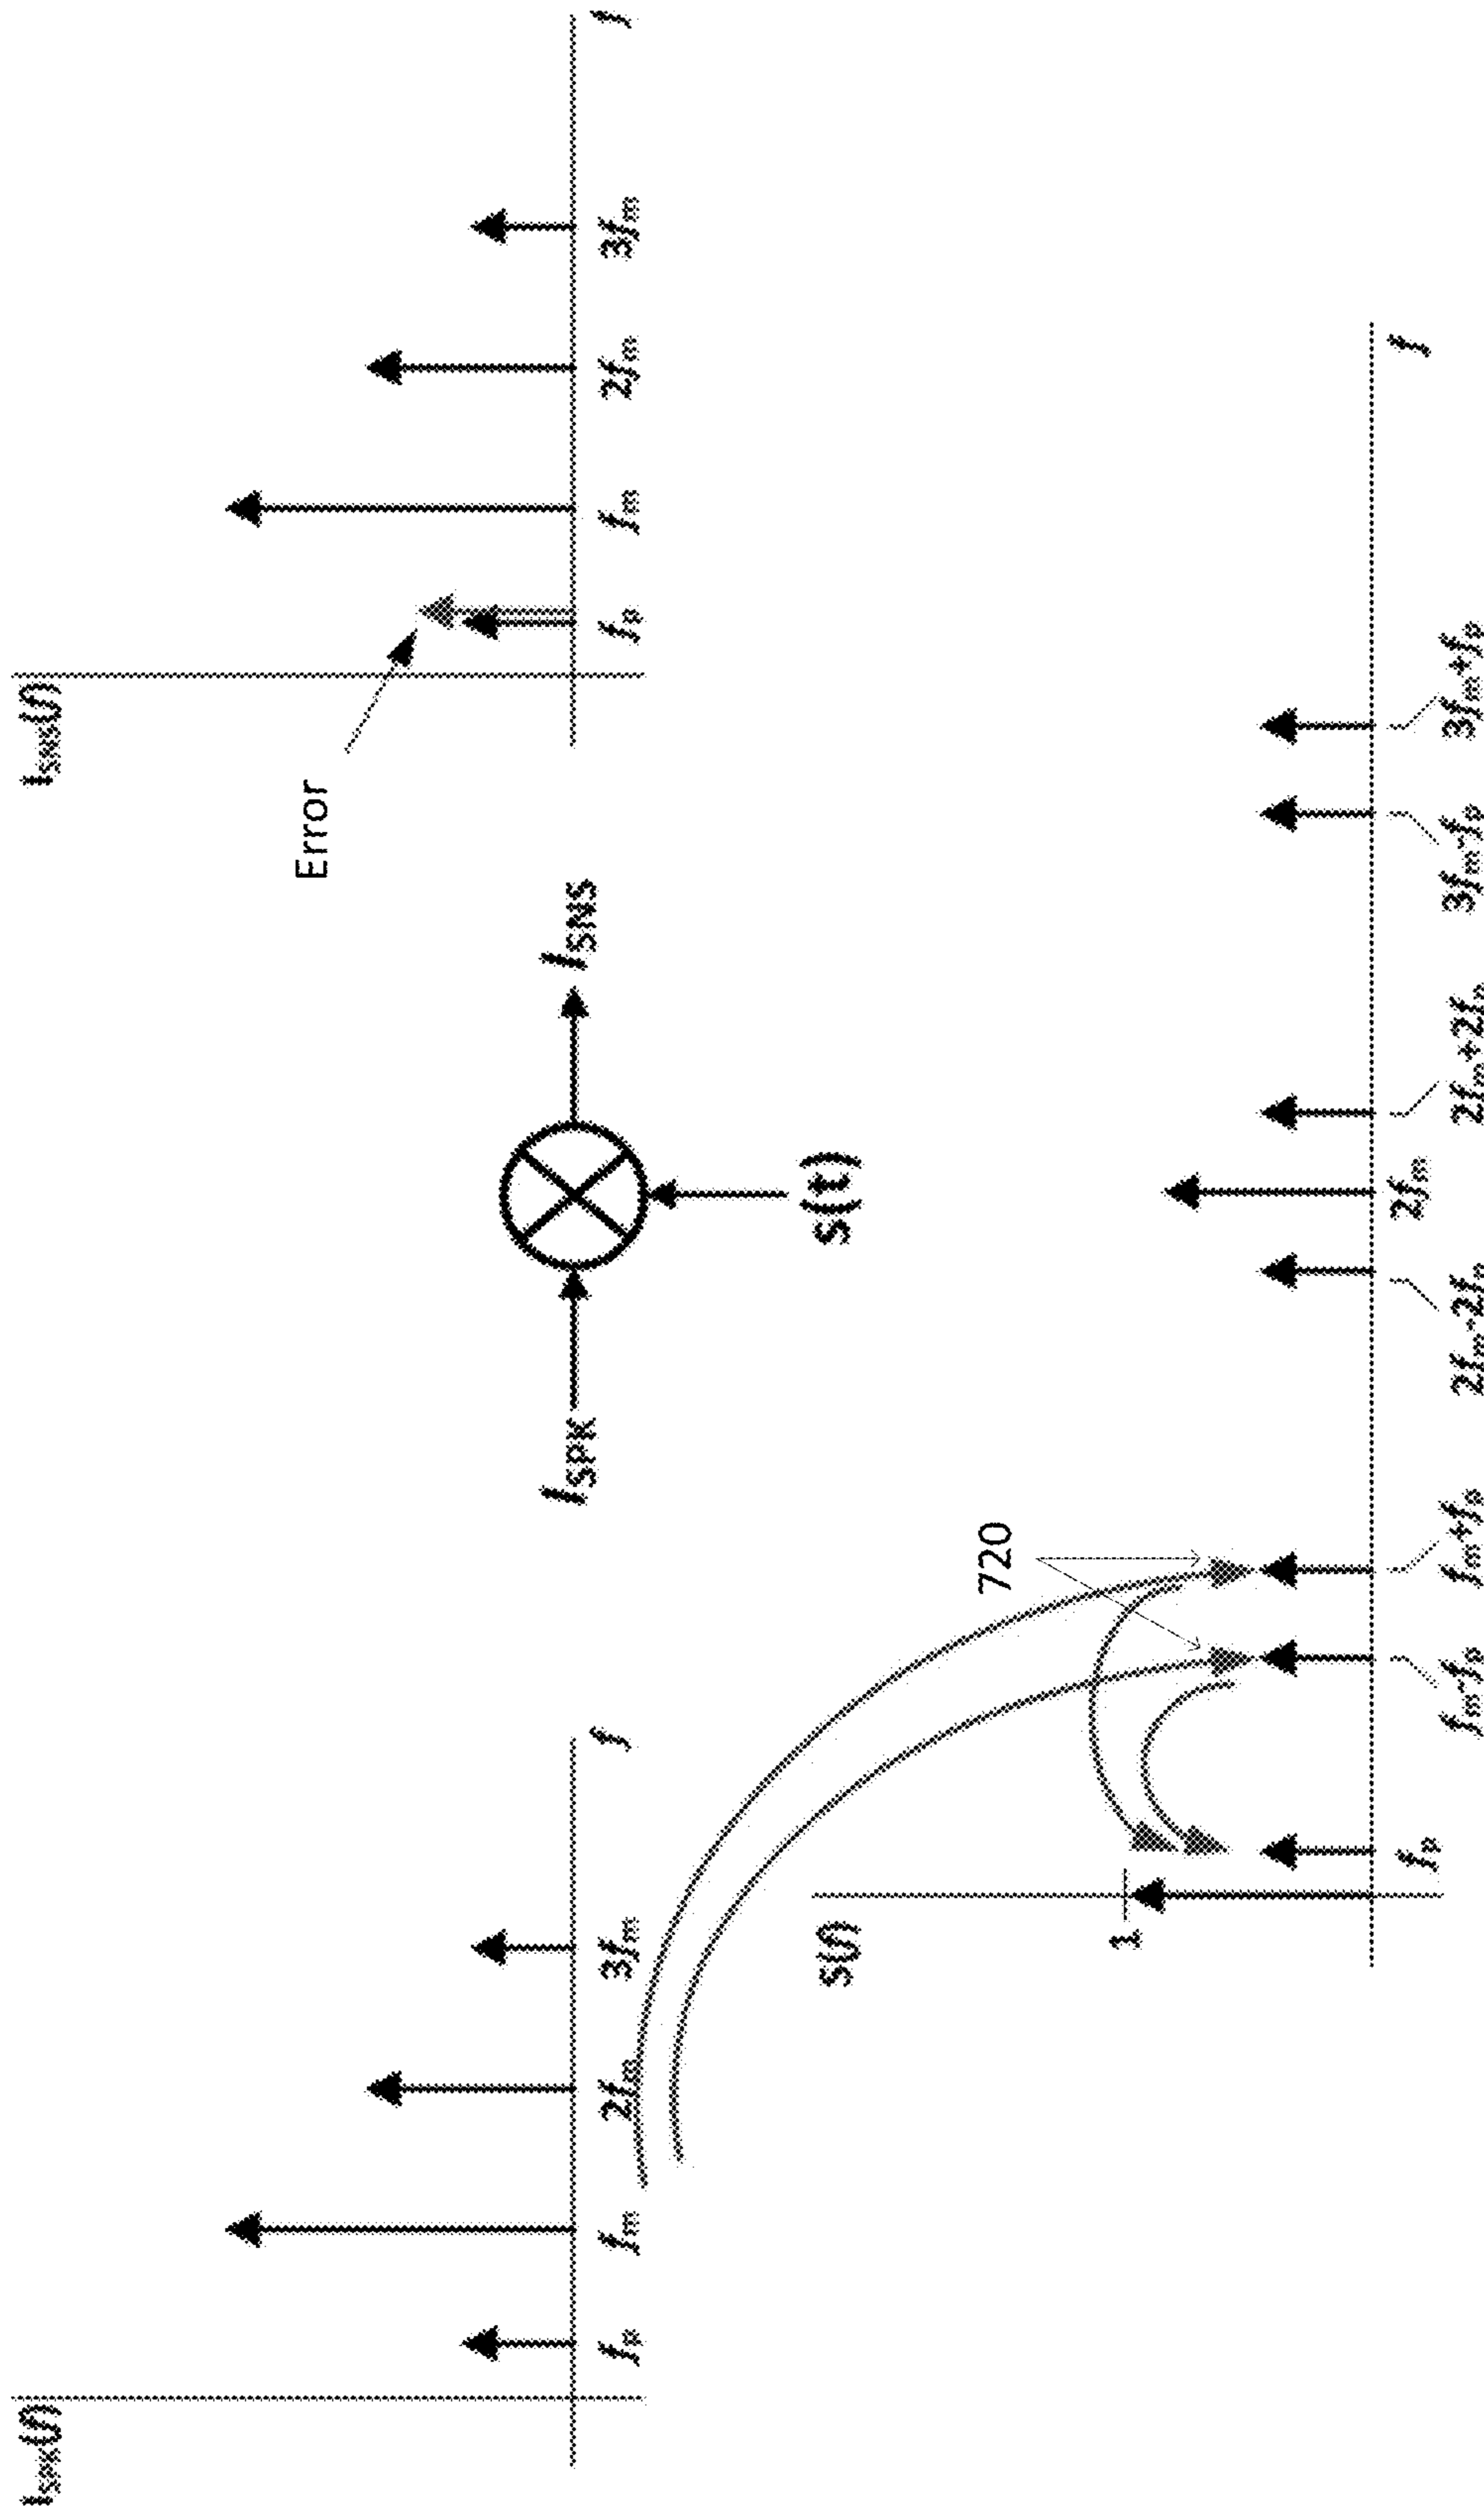 I_SPK(f)
f_p
f_m
2f_m
3f_m
f
I_SPK
s(t)
I_SNS
I_SNS(f)
Error
f_p
f_m
2f_m
3f_m
f
S(f)
1
720
f_p
f_m-f_p
f_m+f_p
2f_m-2f_p
2f_m
2f_m+2f_p
3f_m-f_p
3f_m+f_p
f